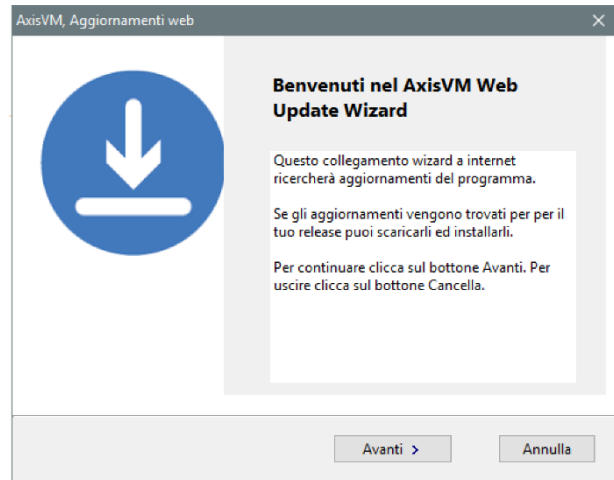 AxisVM, Aggiornamenti web
Benvenuti nel AxisVM Web
Update Wizard
Questo collegamento wizard a internet
ricercherà aggiornamenti del programma.
Se gli aggiornamenti vengono trovati per per il
tuo release puoi scaricarli ed installarli.
Per continuare clicca sul bottone Avanti. Per
uscire clicca sul bottone Cancella.
Avanti >
Annulla